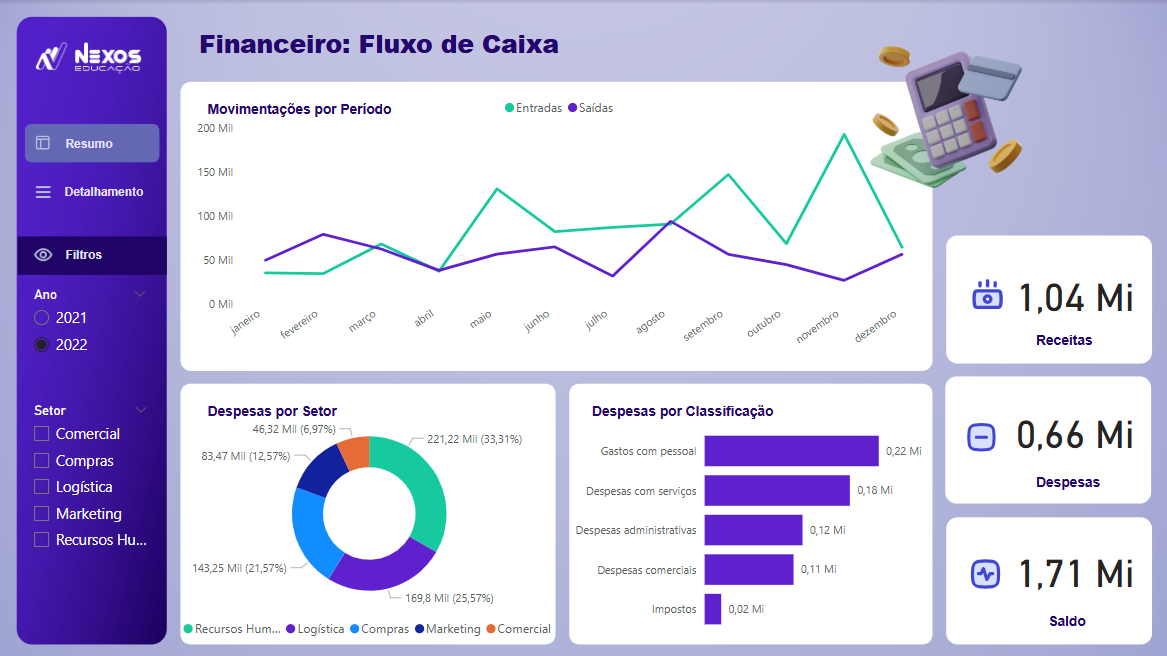 NEXOS
EDUCAÇÃO
Resumo
Detalhamento
Filtros
Ano
2021
2022
Setor
Comercial
Compras
Logística
Marketing
Recursos Hu...
Financeiro: Fluxo de Caixa
Movimentações por Período
Entradas Saídas
200 Mil
150 Mil
100 Mil
50 Mil
0 Mil
janeiro fevereiro março abril maio junho julho agosto setembro outubro novembro dezembro
Despesas por Setor
46,32 Mil (6,97%)
221,22 Mil (33,31%)
83,47 Mil (12,57%)
143,25 Mil (21,57%)
169,8 Mil (25,57%)
Recursos Hum... Logística Compras Marketing Comercial
Despesas por Classificação
Gastos com pessoal 0,22 Mi
Despesas com serviços 0,18 Mi
Despesas administrativas 0,12 Mi
Despesas comerciais 0,11 Mi
Impostos 0,02 Mi
1,04 Mi
Receitas
0,66 Mi
Despesas
1,71 Mi
Saldo